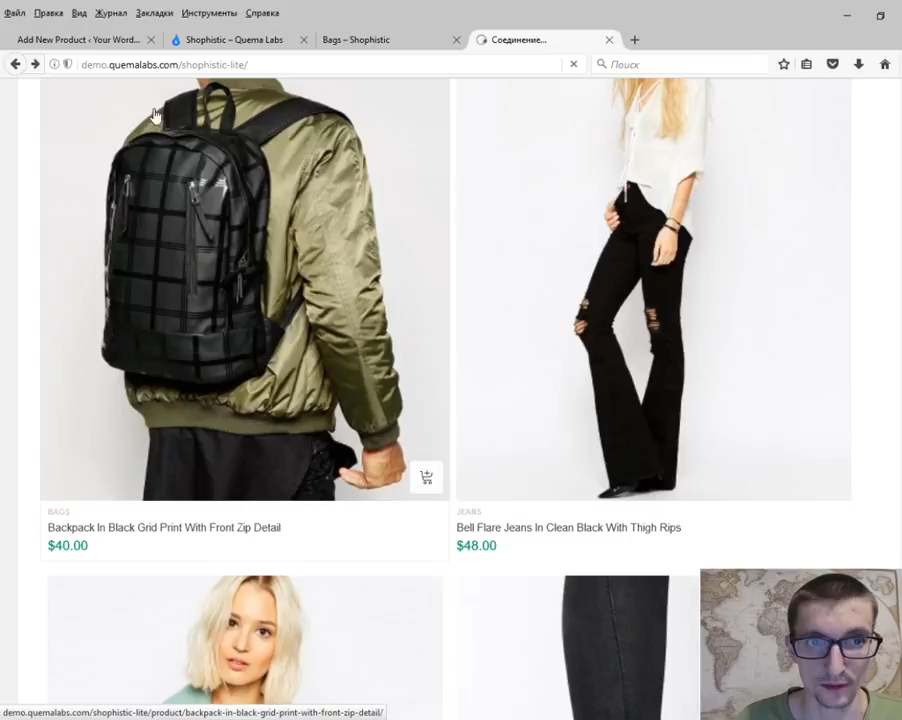 Файл Правка Вид Журнал Закладки Инструменты Справка
Add New Product ‹ Your Word... Shophistic – Quema Labs Bags – Shophistic Соединение...
demo.quemalabs.com/shophistic-lite/ Поиск
BAGS
Backpack In Black Grid Print With Front Zip Detail
$40.00
JEANS
Bell Flare Jeans In Clean Black With Thigh Rips
$48.00
demo.quemalabs.com/shophistic-lite/product/backpack-in-black-grid-print-with-front-zip-detail/